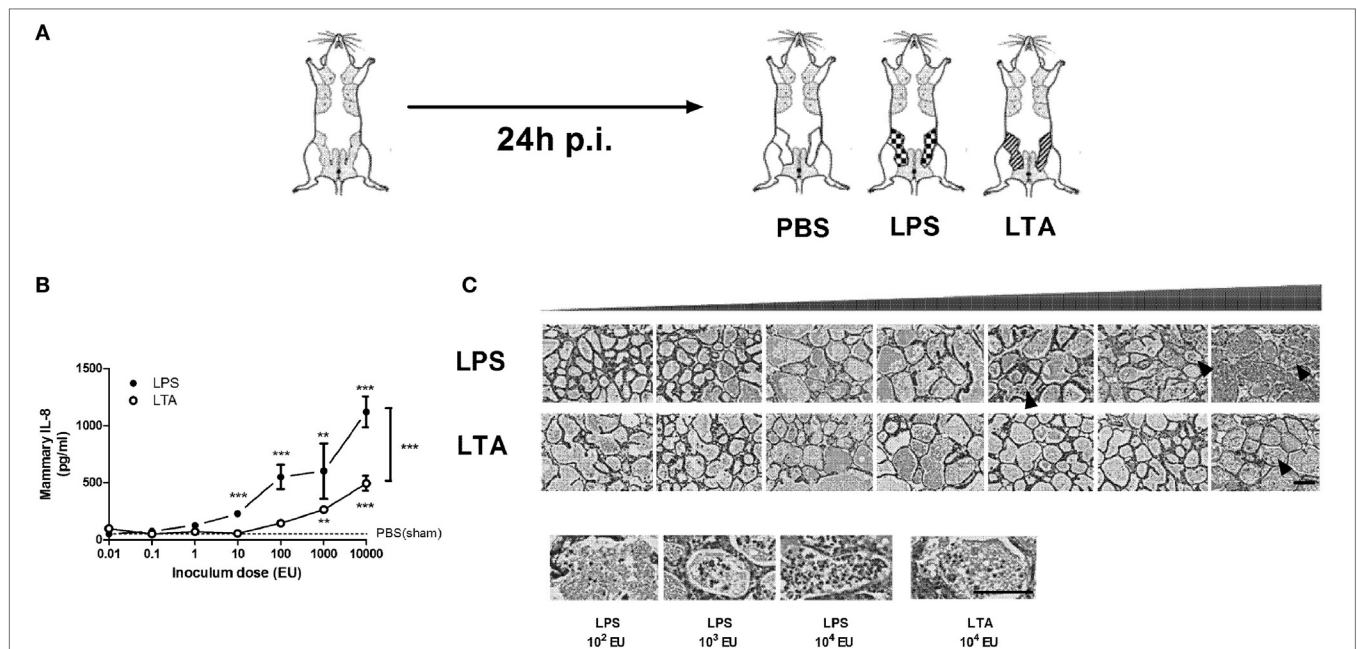 A
24h p.i.
PBS LPS LTA
B
Mammary IL-8
(pg/ml)
1500
1000
500
0
LPS
LTA
***
**
***
***
***
**
***
PBS(sham)
0.01 0.1 1 10 100 1000 10000
Inoculum dose (EU)
C
LPS
LTA
LPS LPS LPS LTA
10² EU 10³ EU 10⁴ EU 10⁴ EU